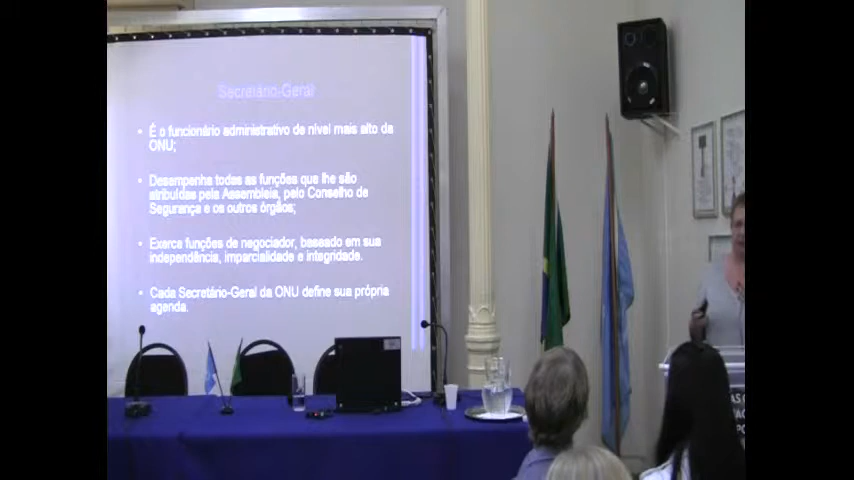 Secretário-Geral
• É o funcionário administrativo de nível mais alto da
ONU;
• Desempenha todas as funções que lhe são
atribuídas pela Assembleia, pelo Conselho de
Segurança e os outros órgãos;
• Exerce funções de negociador, baseado em sua
independência, imparcialidade e integridade.
• Cada Secretário-Geral da ONU define sua própria
agenda.